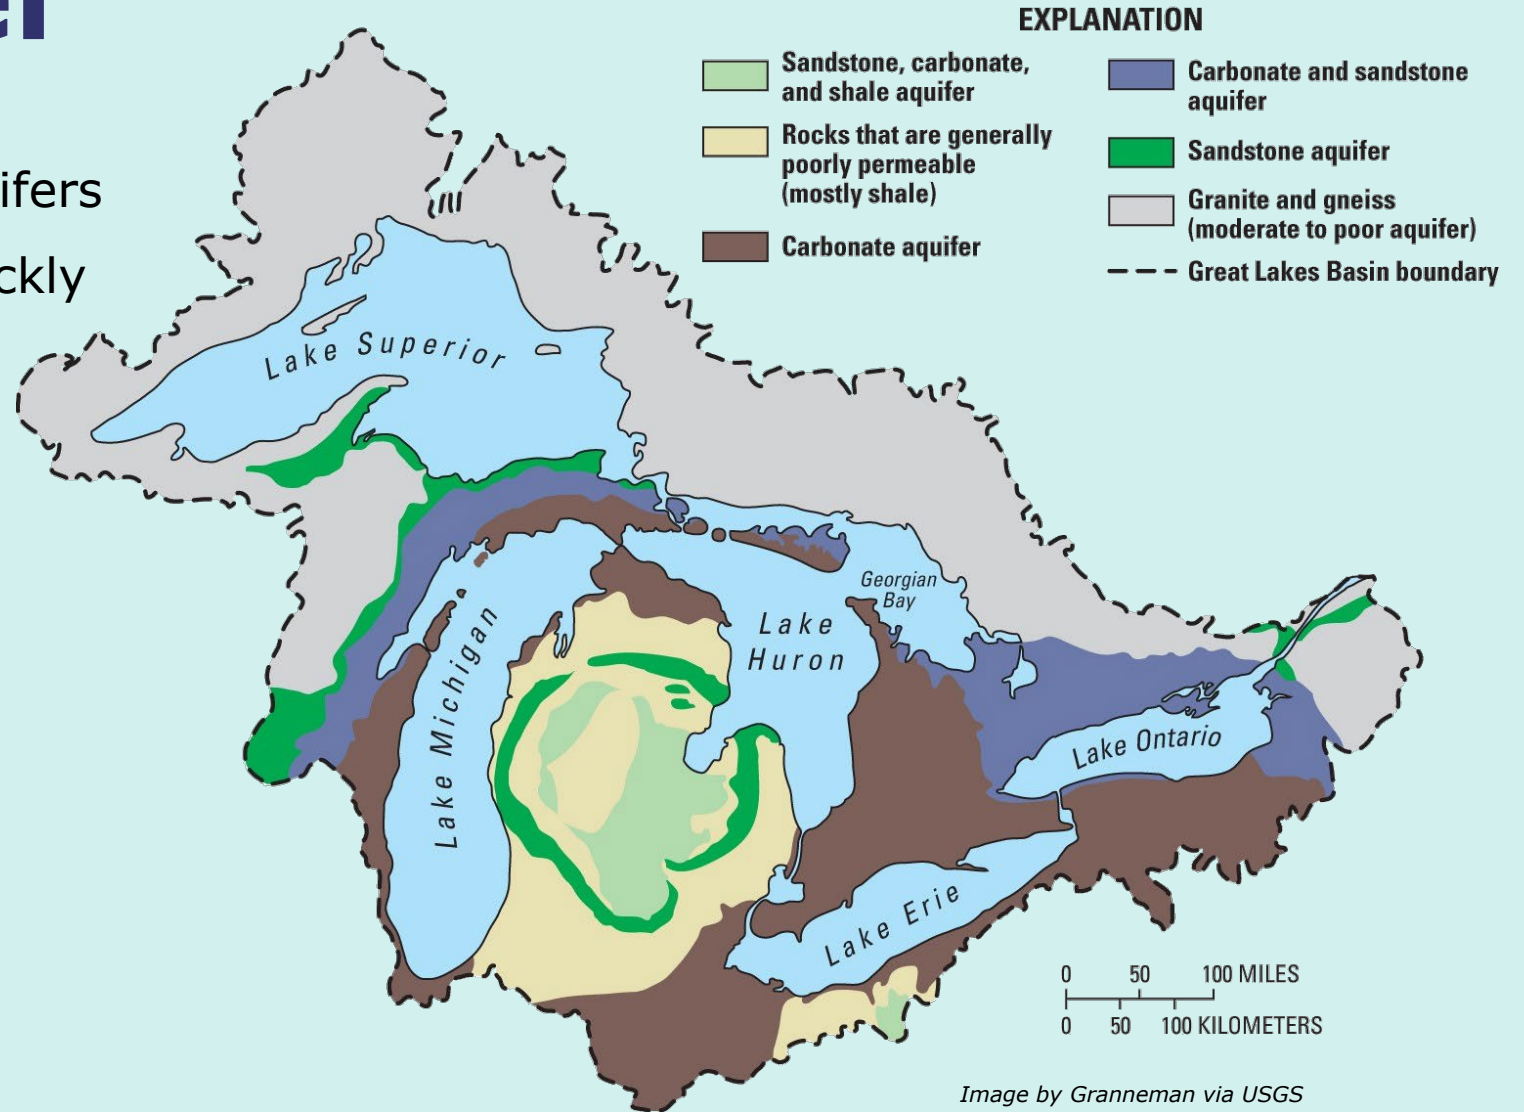 er
ifers
ckly
EXPLANATION
Sandstone, carbonate,
and shale aquifer
Rocks that are generally
poorly permeable
(mostly shale)
Carbonate aquifer
Carbonate and sandstone
aquifer
Sandstone aquifer
Granite and gneiss
(moderate to poor aquifer)
Great Lakes Basin boundary
Lake Superior
Georgian
Bay
Lake
Huron
Lake Michigan
Lake Ontario
Lake Erie
0 50 100 MILES
0 50 100 KILOMETERS
Image by Granneman via USGS